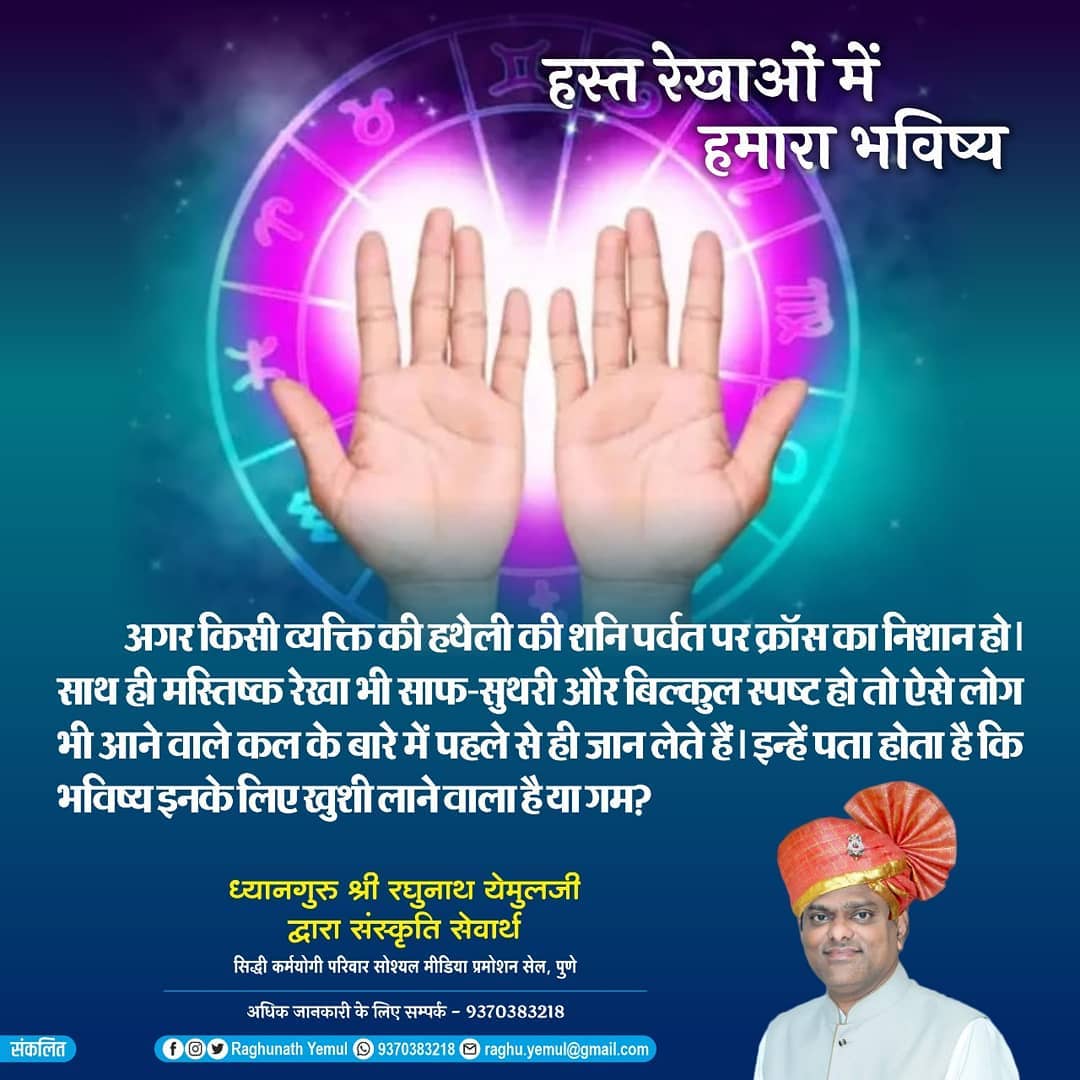 हस्त रेखाओं में
हमारा भविष्य
अगर किसी व्यक्ति की हथेली की शनि पर्वत पर क्रॉस का निशान हो।
साथ ही मस्तिष्क रेखा भी साफ-सुथरी और बिल्कुल स्पष्ट हो तो ऐसे लोग
भी आने वाले कल के बारे में पहले से ही जान लेते हैं। इन्हें पता होता है कि
भविष्य इनके लिए खुशी लाने वाला है या गम?
ध्यानगुरु श्री रघुनाथ येमुलजी
द्वारा संस्कृति सेवार्थ
सिद्धी कर्मयोगी परिवार सोश्यल मीडिया प्रमोशन सेल, पुणे
अधिक जानकारी के लिए सम्पर्क - 9370383218
संकलित Raghunath Yemul 9370383218 raghu.yemul@gmail.com